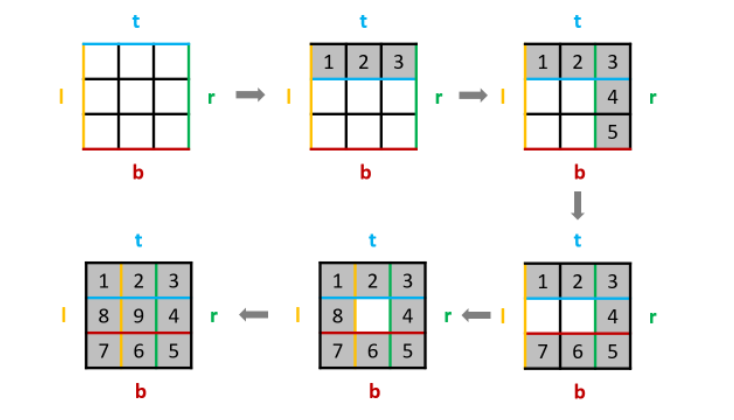 t t t
1 2 3 1 2 3
l r l r l 4 r
5
b b b
t t t
1 2 3 1 2 3 1 2 3
l 8 9 4 r l 8 4 r l 4 r
7 6 5 7 6 5 7 6 5
b b b